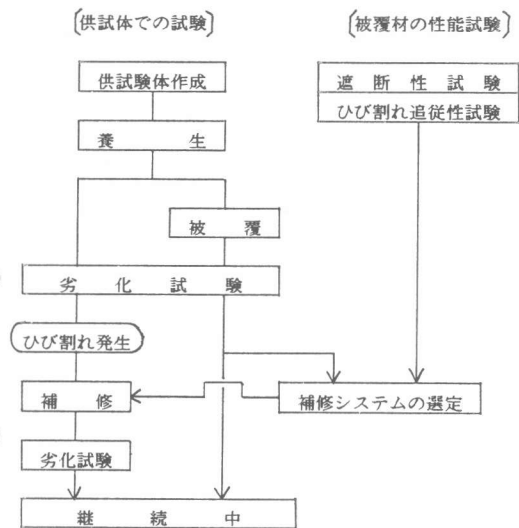 〔供試体での試験〕
〔被覆材の性能試験〕
供試験体作成
遮断性試験
ひび割れ追従性試験
養生
被覆
劣化試験
ひび割れ発生
補修
補修システムの選定
劣化試験
継続中